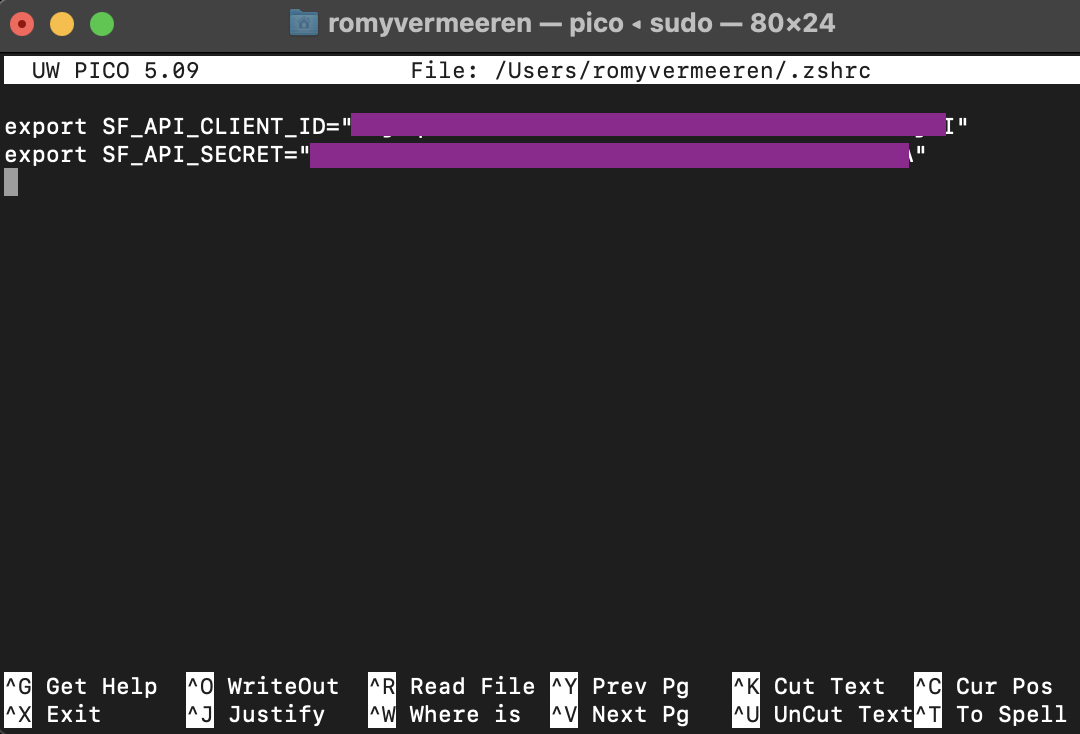 romyvermeeren — pico ◂ sudo — 80×24
UW PICO 5.09 File: /Users/romyvermeeren/.zshrc
export SF_API_CLIENT_ID="I"
export SF_API_SECRET="
^G Get Help ^O WriteOut ^R Read File ^Y Prev Pg ^K Cut Text ^C Cur Pos
^X Exit ^J Justify ^W Where is ^V Next Pg ^U UnCut Text ^T To Spell